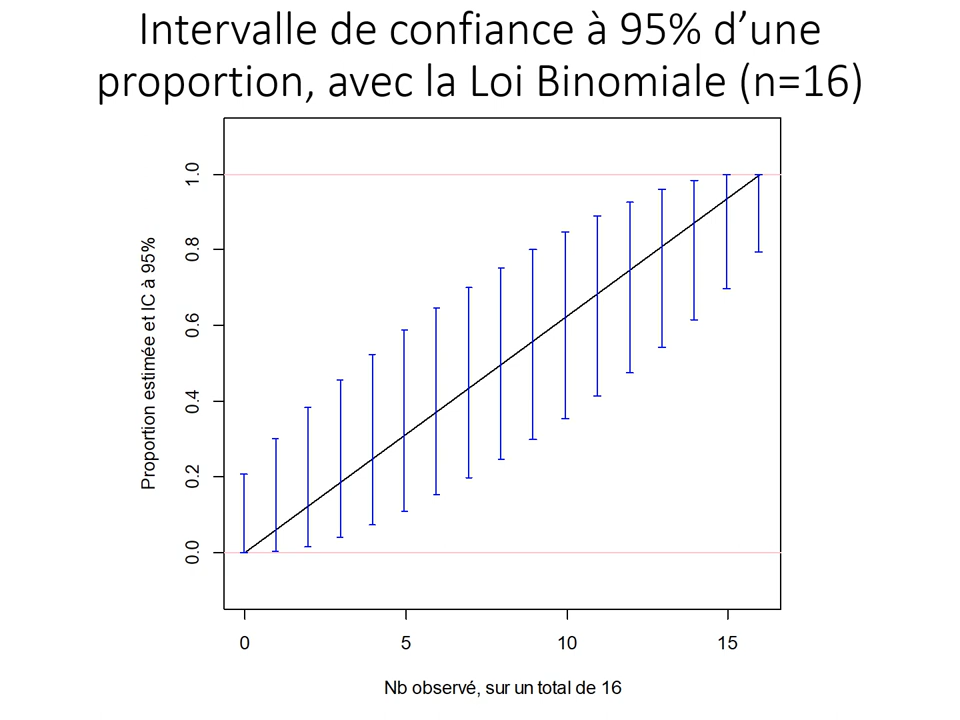 Intervalle de confiance à 95% d’une
proportion, avec la Loi Binomiale (n=16)
Proportion estimée et IC à 95%
1.0
0.8
0.6
0.4
0.2
0.0
0 5 10 15
Nb observé, sur un total de 16